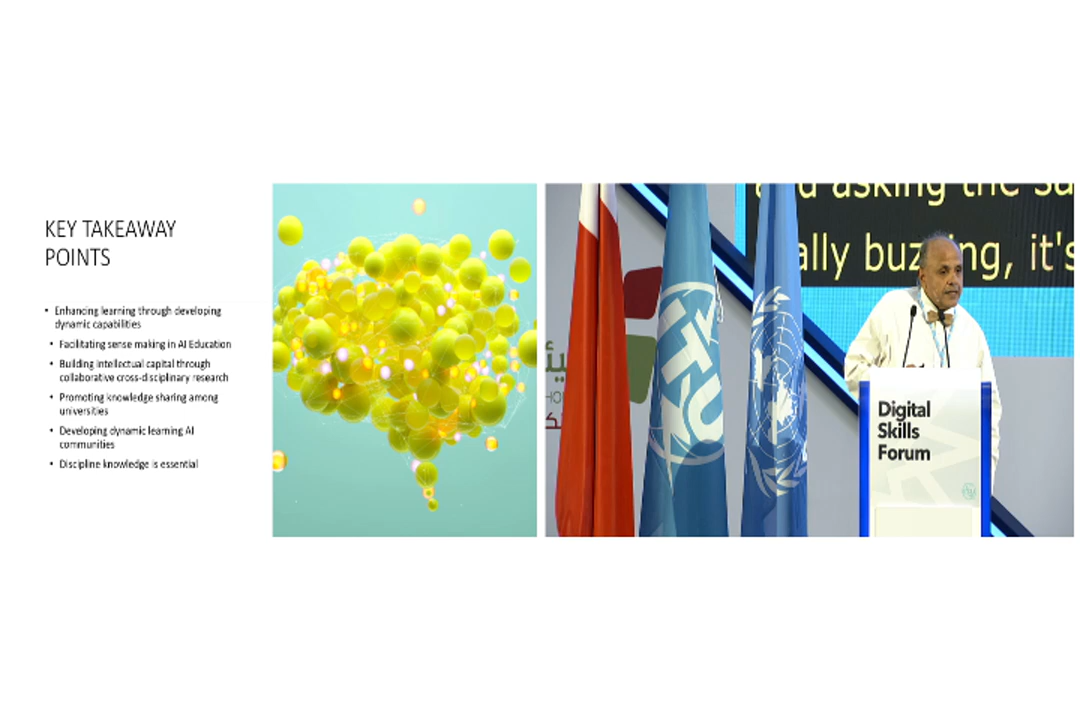 KEY TAKEAWAY
POINTS
• Enhancing learning through developing
dynamic capabilities
• Facilitating sense making in AI Education
• Building intellectual capital through
collaborative cross-disciplinary research
• Promoting knowledge sharing among
universities
• Developing dynamic learning AI
communities
• Discipline knowledge is essential
asking the
buzzing, it's
ITU
Digital
Skills
Forum